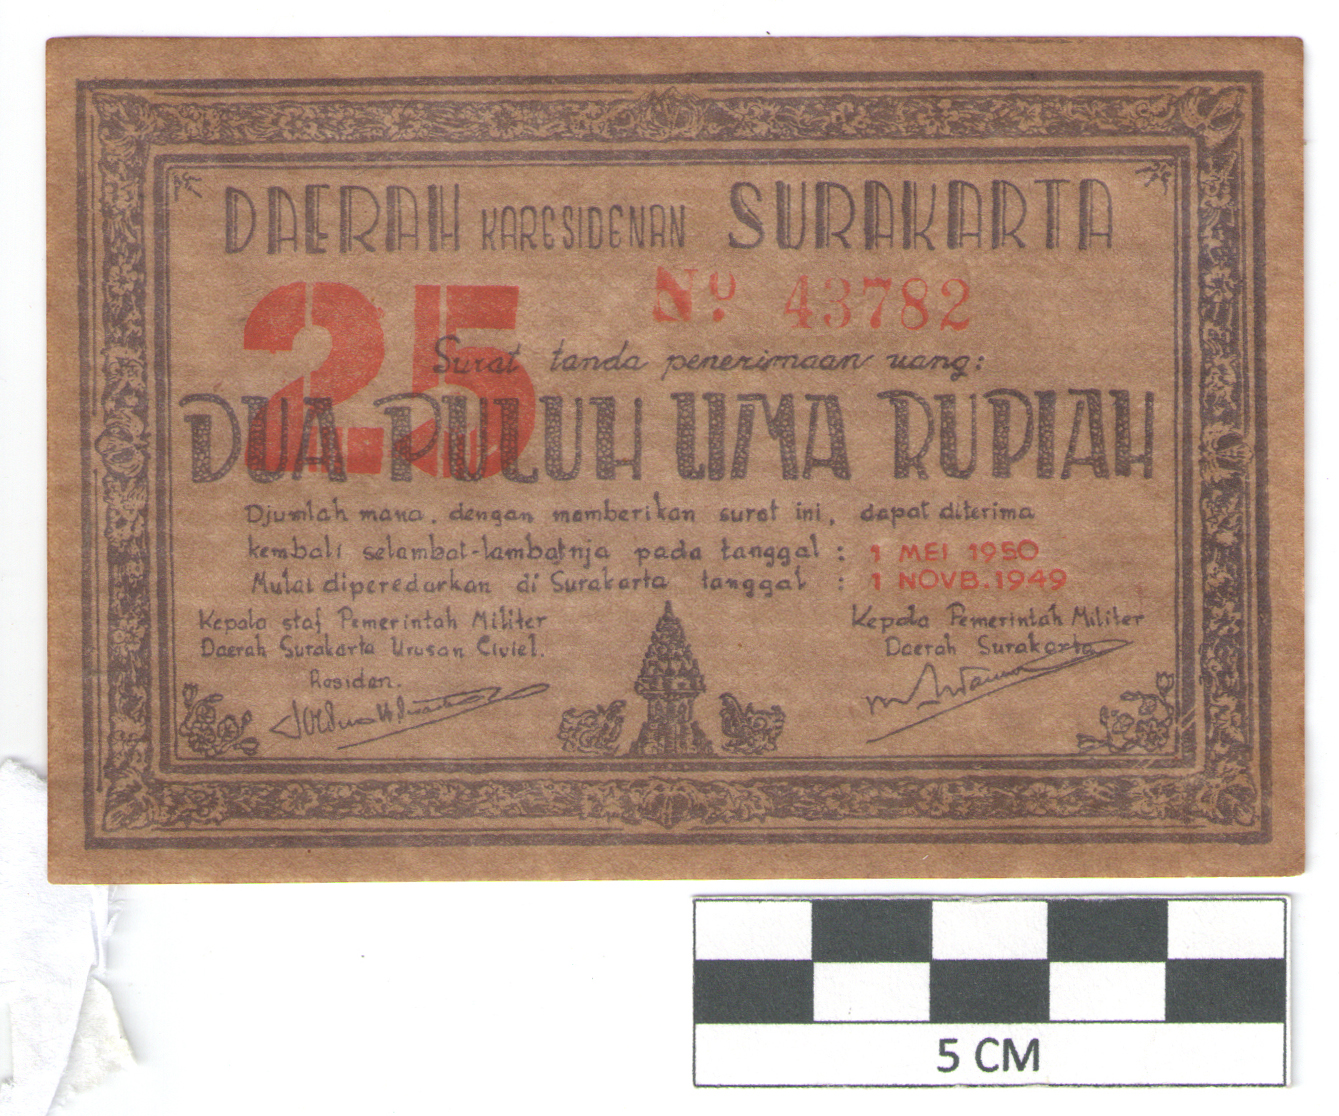 DAERAH KARESIDENAN SURAKARTA
25
No. 43782
Surat tanda penerimaan uang:
DUA PULUH LIMA RUPIAH
Djumlah mana, dengan memberikan surat ini, dapat diterima
kembali selambat-lambatnja pada tanggal : 1 MEI 1950
Mulai diperedarkan di Surakarta tanggal : 1 NOVB. 1949
Kepala staf Pemerintah Militer
Daerah Surakarta Urusan Civiel.
Residen.
Kepala Pemerintah Militer
Daerah Surakarta
5 CM